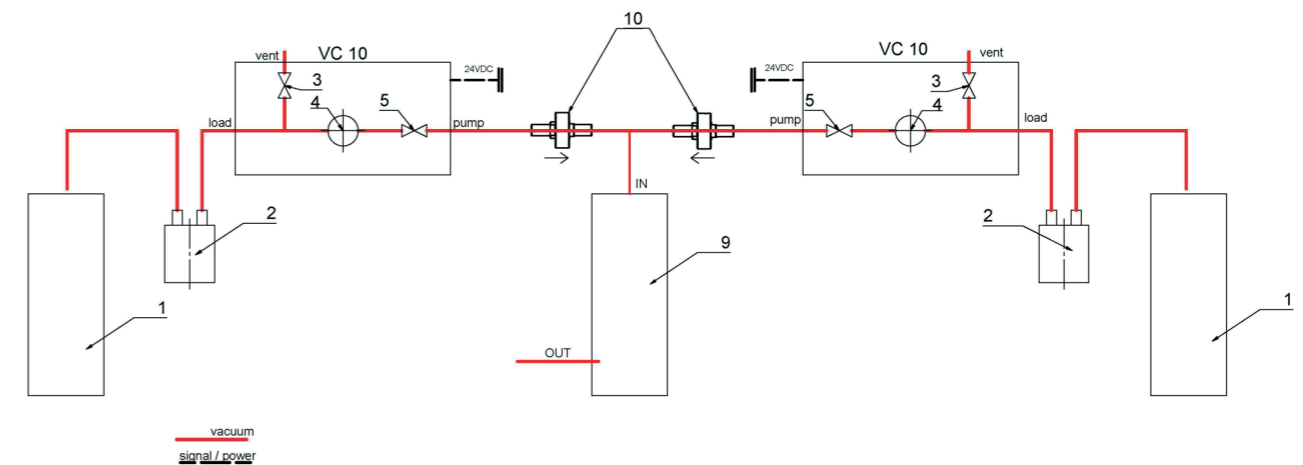 10
VC 10
VC 10
vent
vent
24VDC
24VDC
3
3
4
5
5
4
load
pump
pump
load
IN
2
2
9
1
1
OUT
vacuum
signal / power